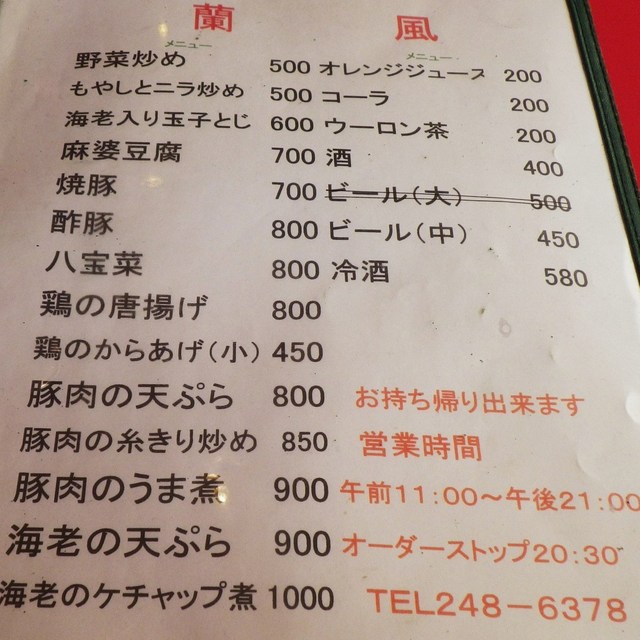 蘭風
メニュー
野菜炒め 500
もやしとニラ炒め 500
海老入り玉子とじ 600
麻婆豆腐 700
焼豚 700
酢豚 800
八宝菜 800
鶏の唐揚げ 800
鶏のからあげ(小) 450
豚肉の天ぷら 800
豚肉の糸きり炒め 850
豚肉のうま煮 900
海老の天ぷら 900
海老のケチャップ煮 1000
メニュー
オレンジジュース 200
コーラ 200
ウーロン茶 200
酒 400
ビール(大) 500
ビール(中) 450
冷酒 580
お持ち帰り出来ます
営業時間
午前11:00~午後21:00
オーダーストップ20:30
TEL248-6378